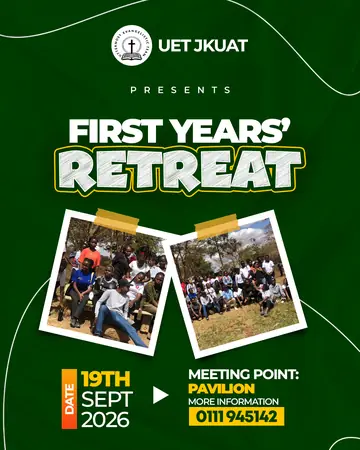 UET JKUAT
PRESENTS
FIRST YEARS'
RETREAT
DATE
19TH
SEPT
2026
MEETING POINT:
PAVILION
MORE INFORMATION
0111 945142